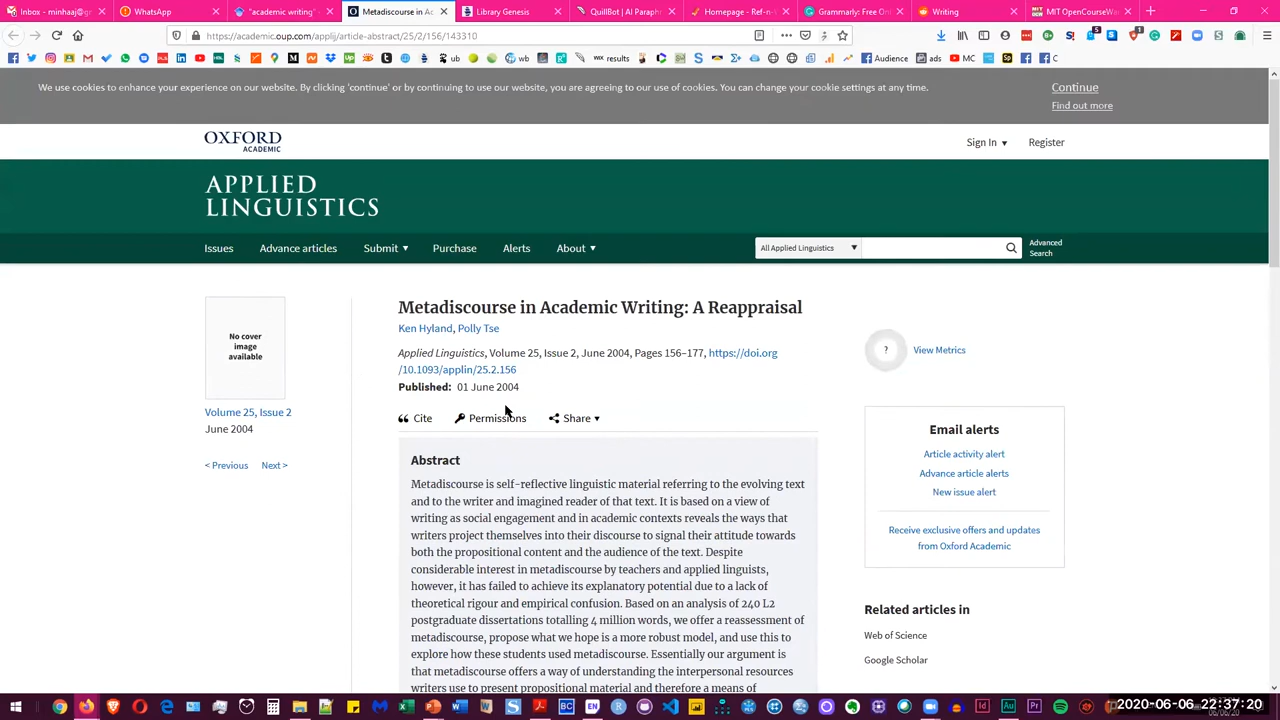 Inbox - minhaaj@gm
WhatsApp
"academic writing"
Metadiscourse in Ac
Library Genesis
QuillBot | AI Paraph
Homepage - Ref-n-W
Grammarly: Free Onl
Writing
MIT OpenCourseWar
https://academic.oup.com/applij/article-abstract/25/2/156/143310
ub
wb
WIX results
Audience
ads
MC
Sp
C
We use cookies to enhance your experience on our website. By clicking 'continue' or by continuing to use our website, you are agreeing to our use of cookies. You can change your cookie settings at any time.
Continue
Find out more
OXFORD
ACADEMIC
Sign In
Register
APPLIED
LINGUISTICS
Issues
Advance articles
Submit
Purchase
Alerts
About
All Applied Linguistics
Advanced
Search
No cover
image
available
Volume 25, Issue 2
June 2004
< Previous
Next >
Metadiscourse in Academic Writing: A Reappraisal
Ken Hyland, Polly Tse
Applied Linguistics, Volume 25, Issue 2, June 2004, Pages 156–177, https://doi.org
/10.1093/applin/25.2.156
Published: 01 June 2004
Cite
Permissions
Share
Abstract
Metadiscourse is self-reflective linguistic material referring to the evolving text
and to the writer and imagined reader of that text. It is based on a view of
writing as social engagement and in academic contexts reveals the ways that
writers project themselves into their discourse to signal their attitude towards
both the propositional content and the audience of the text. Despite
considerable interest in metadiscourse by teachers and applied linguists,
however, it has failed to achieve its explanatory potential due to a lack of
theoretical rigour and empirical confusion. Based on an analysis of 240 L2
postgraduate dissertations totalling 4 million words, we offer a reassessment of
metadiscourse, propose what we hope is a more robust model, and use this to
explore how these students used metadiscourse. Essentially our argument is
that metadiscourse offers a way of understanding the interpersonal resources
writers use to present propositional material and therefore a means of
?
View Metrics
Email alerts
Article activity alert
Advance article alerts
New issue alert
Receive exclusive offers and updates
from Oxford Academic
Related articles in
Web of Science
Google Scholar
2020-06-06 22:37:20